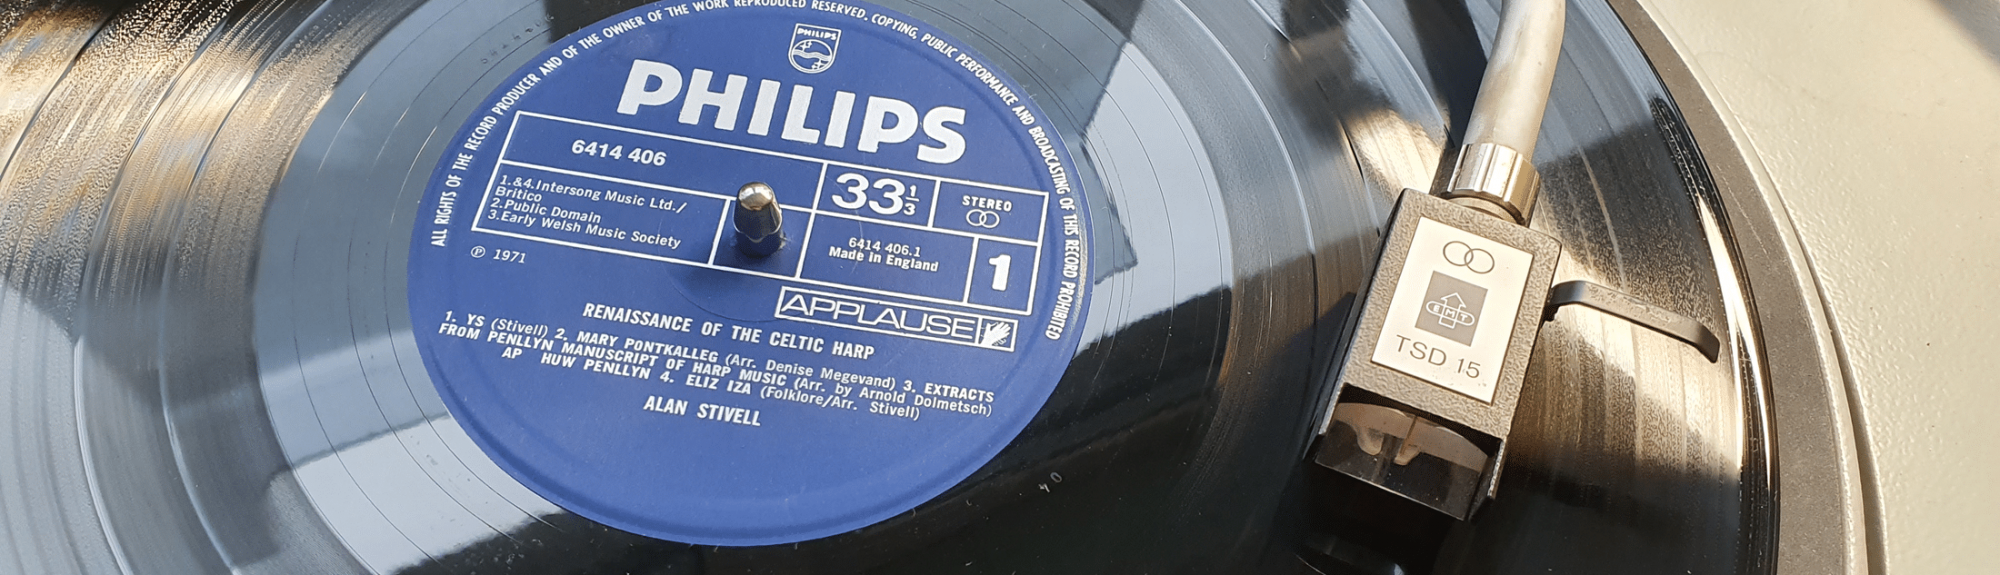 ALL RIGHTS OF THE RECORD PRODUCER AND OF THE OWNER OF THE WORK REPRODUCED RESERVED. COPYING, PUBLIC PERFORMANCE AND BROADCASTING OF THIS RECORD PROHIBITED
PHILIPS
PHILIPS
6414 406
33 1/3
STEREO
1.&4.Intersong Music Ltd./
Britico
2.Public Domain
3.Early Welsh Music Society
6414 406.1
Made in England
1
℗ 1971
APPLAUSE
RENAISSANCE OF THE CELTIC HARP
1. YS (Stivell) 2. MARY PONTKALLEG (Arr. Denise Megevand) 3. EXTRACTS
FROM PENLLYN MANUSCRIPT OF HARP MUSIC (Arr. by Arnold Dolmetsch)
AP HUW PENLLYN 4. ELIZ IZA (Folklore/Arr. Stivell)
ALAN STIVELL
EMT
TSD 15